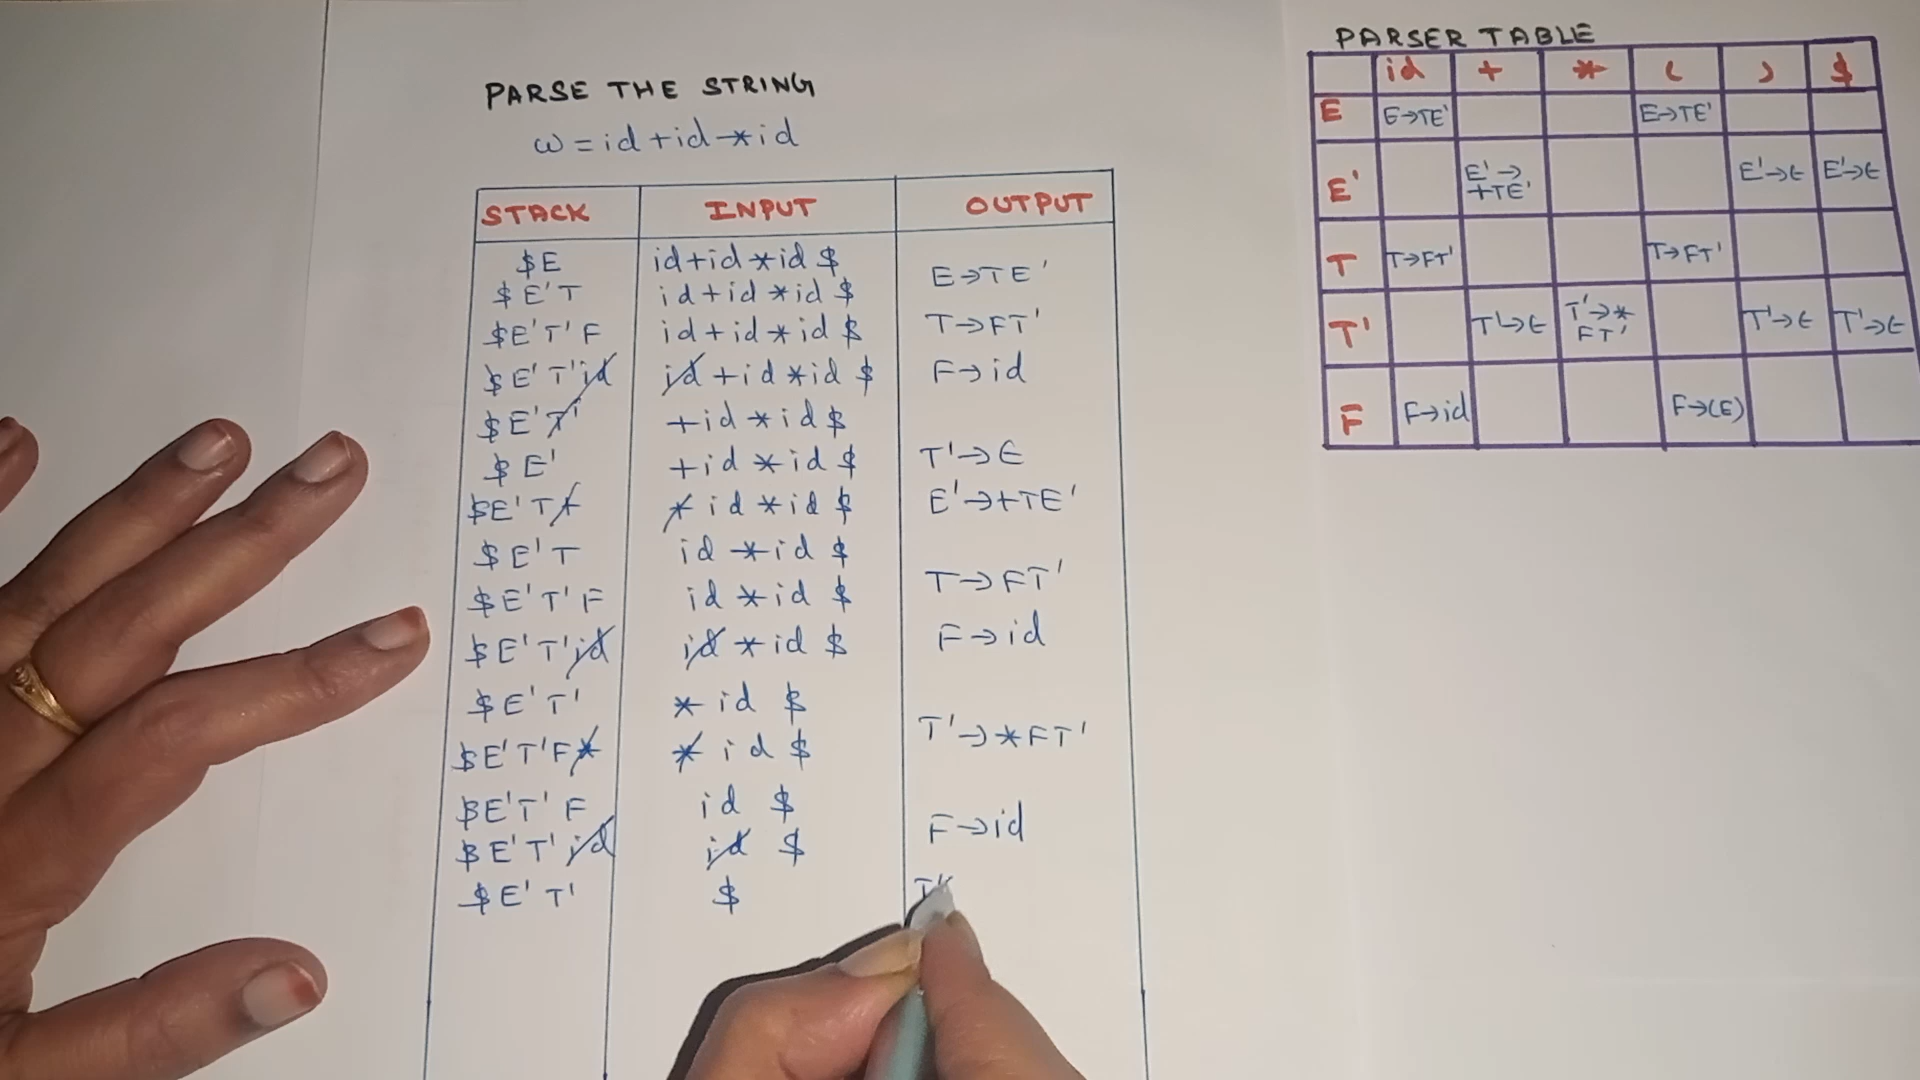 PARSE THE STRING
ω = id + id * id
STACK INPUT OUTPUT
$E id+id*id $
E→TE'
$E'T id+id*id $
$E'T'F id+id*id $ T→FT'
$E'T'id id+id*id $ F→id
$E'T' +id*id $
$E' +id*id $ T'→ϵ
$E'T+ +id*id $ E'→+TE'
$E'T id*id $
$E'T'F id*id $ T→FT'
$E'T'id id*id $ F→id
$E'T' *id $
$E'T'F* *id $ T'→*FT'
$E'T'F id $
$E'T'id id $ F→id
$E'T' $ T'
PARSER TABLE
id + * ( ) $
E E→TE' E→TE'
E' E'→ +TE' E'→ϵ E'→ϵ
T T→FT' T→FT'
T' T'→ϵ T'→* FT' T'→ϵ T'→ϵ
F F→id F→(E)